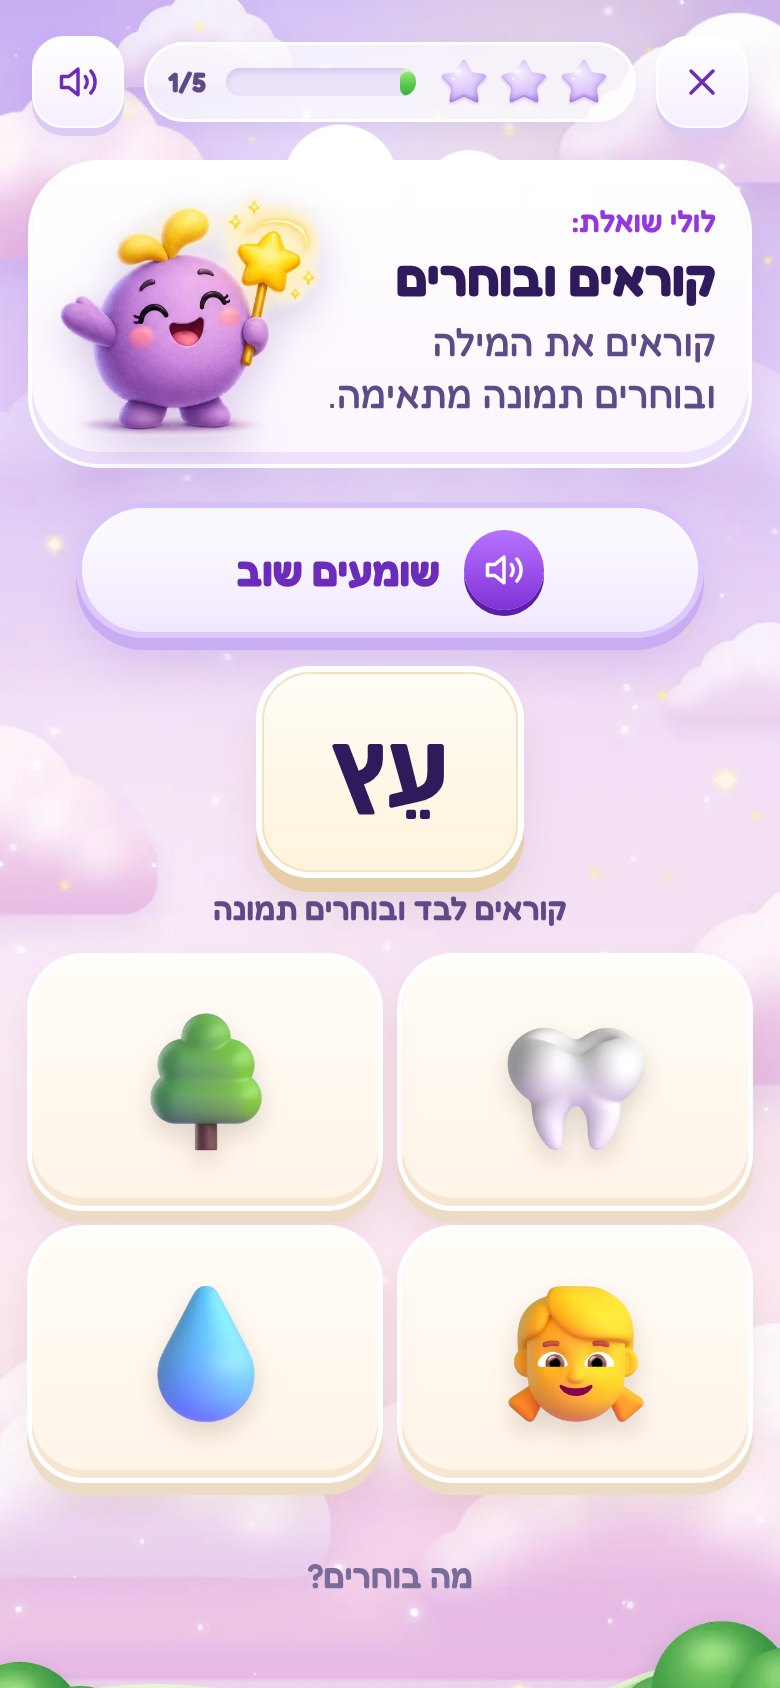 1/5
לולי שואלת:
קוראים ובוחרים
קוראים את המילה
ובוחרים תמונה מתאימה.
שומעים שוב
עֵץ
קוראים לבד ובוחרים תמונה
מה בוחרים?